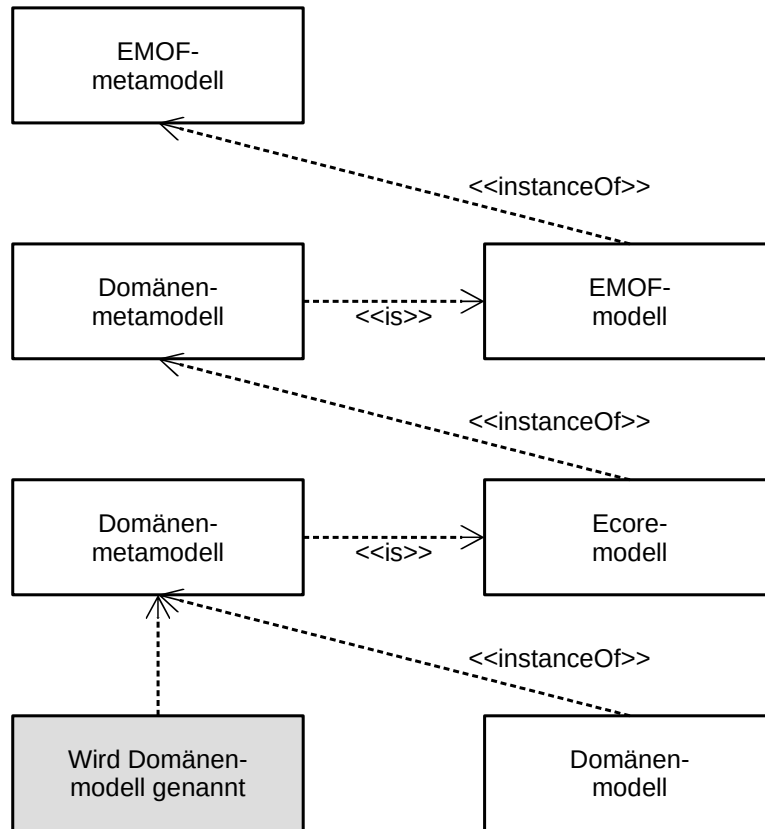 EMOF-
metamodell
<<instanceOf>>
Domänen-
metamodell
<<is>>
EMOF-
modell
<<instanceOf>>
Domänen-
metamodell
<<is>>
Ecore-
modell
<<instanceOf>>
Wird Domänen-
modell genannt
Domänen-
modell